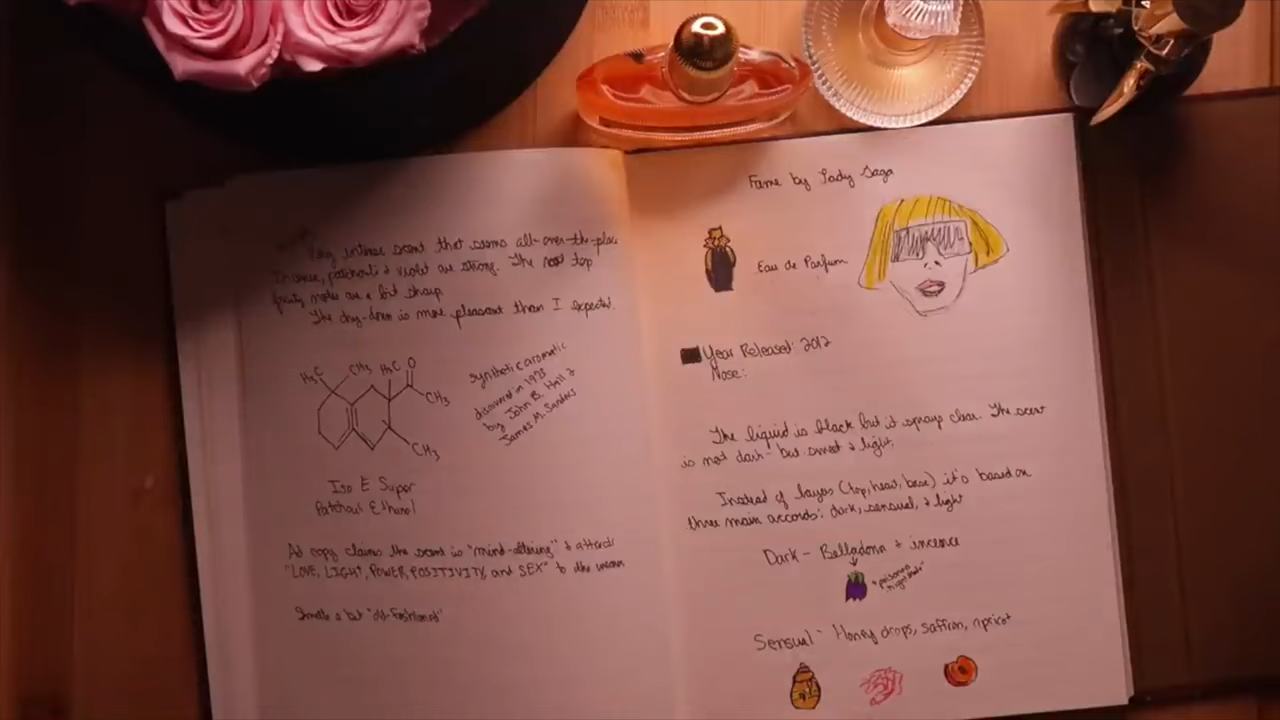 Very intense scent that seems all-over-the-place
Incense, patchouli & violet are strong. The top
fruity notes are a bit sharp
The dry-down is more pleasant than I expected.
H₃C CH₃ H₃C O
CH₃
CH₃
synthetic aromatic
discovered in 1973
by John B. Hall &
James M. Sanders
Iso E Super
Patchouli Ethanol
Ad copy claims the scent is "mind-altering" & attracts
"LOVE, LIGHT, POWER, POSITIVITY, and SEX" to the wearer
Smells a bit "old-fashioned"
Fame by Lady Gaga
Eau de Parfum
Year Released: 2012
Nose:
The liquid is black but it sprays clear. The scent
is not dark - but sweet & light.
Instead of layers (top, heart, base) it's based on
three main accords: dark, sensual, & light
Dark - Belladonna + incense
"poisonous nightshade"
Sensual - Honey drops, saffron, apricot